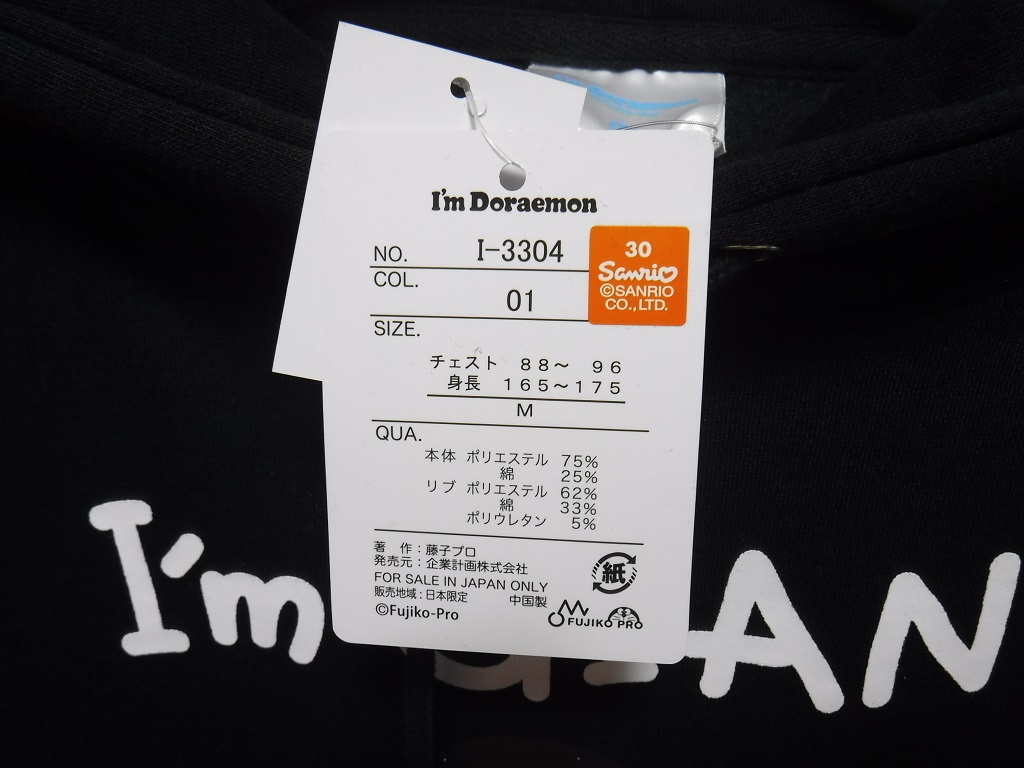 I'm Doraemon
NO. I-3304
COL. 01
30
Sanrio
©SANRIO
CO., LTD.
SIZE.
チェスト 88～ 96
身長 165～175
M
QUA.
本体 ポリエステル 75%
綿 25%
リブ ポリエステル 62%
綿 33%
ポリウレタン 5%
著 作：藤子プロ
発売元：企業計画株式会社
FOR SALE IN JAPAN ONLY
販売地域：日本限定 中国製
©Fujiko-Pro
紙
FUJIKO PRO
I'm
AN